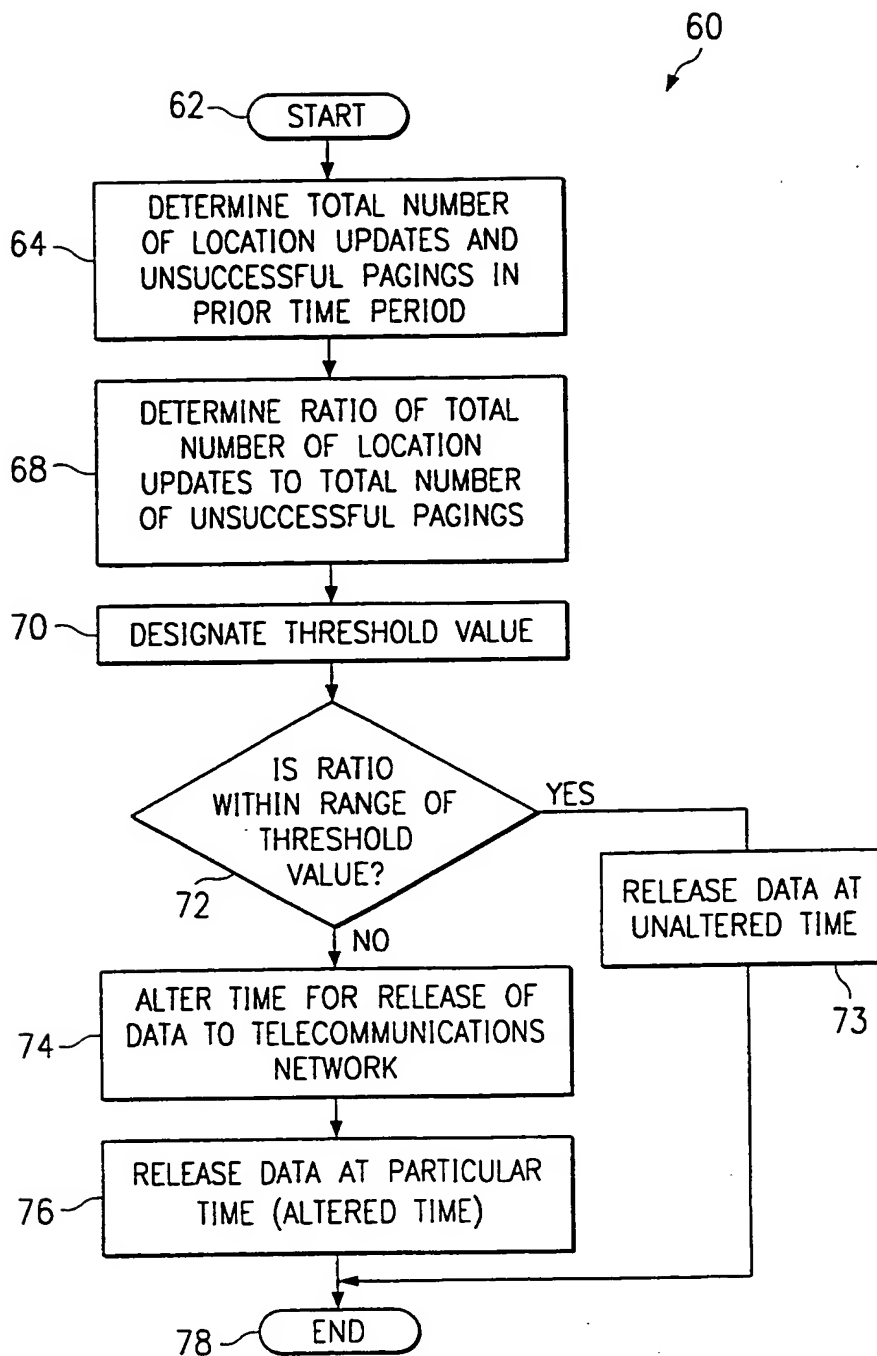 60
62
START
64
DETERMINE TOTAL NUMBER
OF LOCATION UPDATES AND
UNSUCCESSFUL PAGINGS IN
PRIOR TIME PERIOD
68
DETERMINE RATIO OF TOTAL
NUMBER OF LOCATION
UPDATES TO TOTAL NUMBER
OF UNSUCCESSFUL PAGINGS
70
DESIGNATE THRESHOLD VALUE
72
IS RATIO
WITHIN RANGE OF
THRESHOLD
VALUE?
YES
RELEASE DATA AT
UNALTERED TIME
73
NO
74
ALTER TIME FOR RELEASE OF
DATA TO TELECOMMUNICATIONS
NETWORK
76
RELEASE DATA AT PARTICULAR
TIME (ALTERED TIME)
78
END